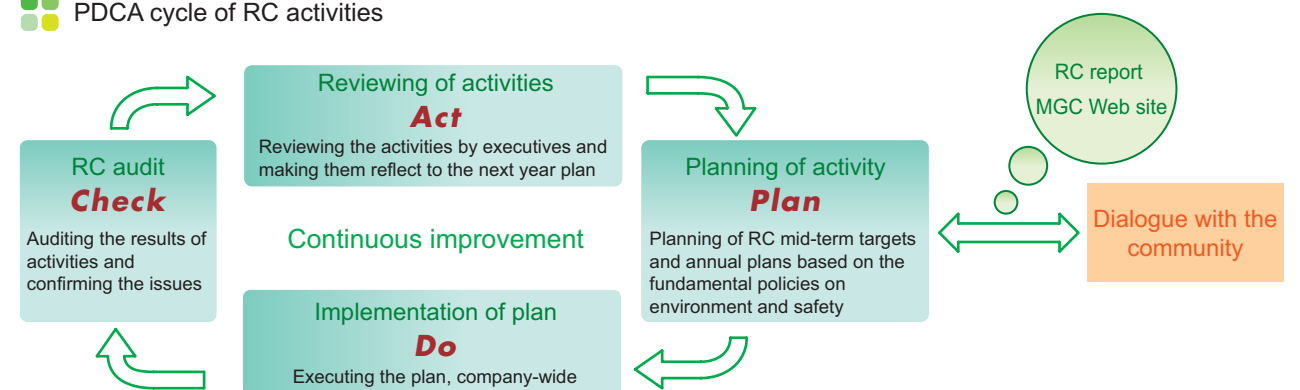 PDCA cycle of RC activities
Reviewing of activities
Act
Reviewing the activities by executives and
making them reflect to the next year plan
RC audit
Check
Auditing the results of
activities and
confirming the issues
Continuous improvement
Planning of activity
Plan
Planning of RC mid-term targets
and annual plans based on the
fundamental policies on
environment and safety
RC report
MGC Web site
Dialogue with the
community
Implementation of plan
Do
Executing the plan, company-wide